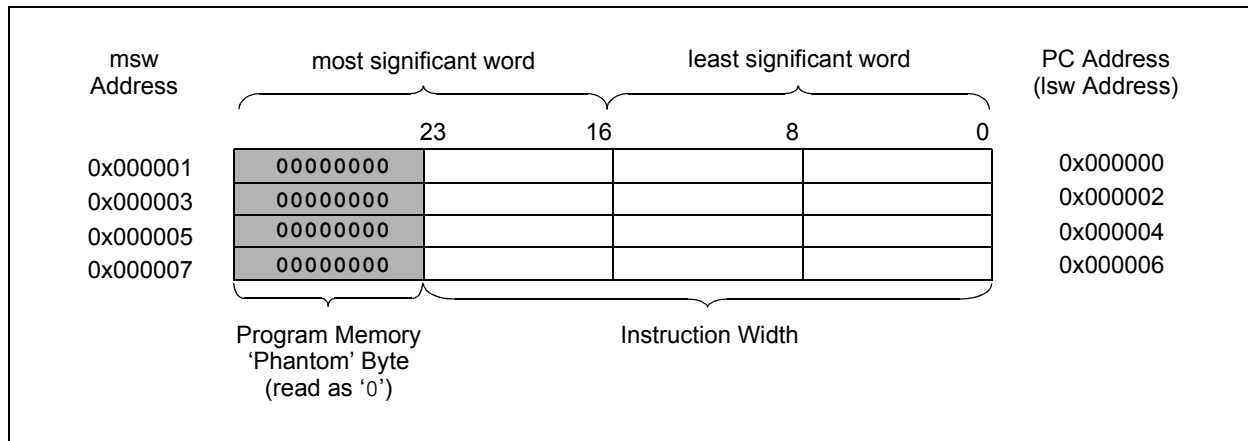 msw
Address
most significant word
least significant word
PC Address
(lsw Address)
23
16
8
0
0x000001
00000000
0x000000
0x000003
00000000
0x000002
0x000005
00000000
0x000004
0x000007
00000000
0x000006
Program Memory
‘Phantom’ Byte
(read as ‘0’)
Instruction Width